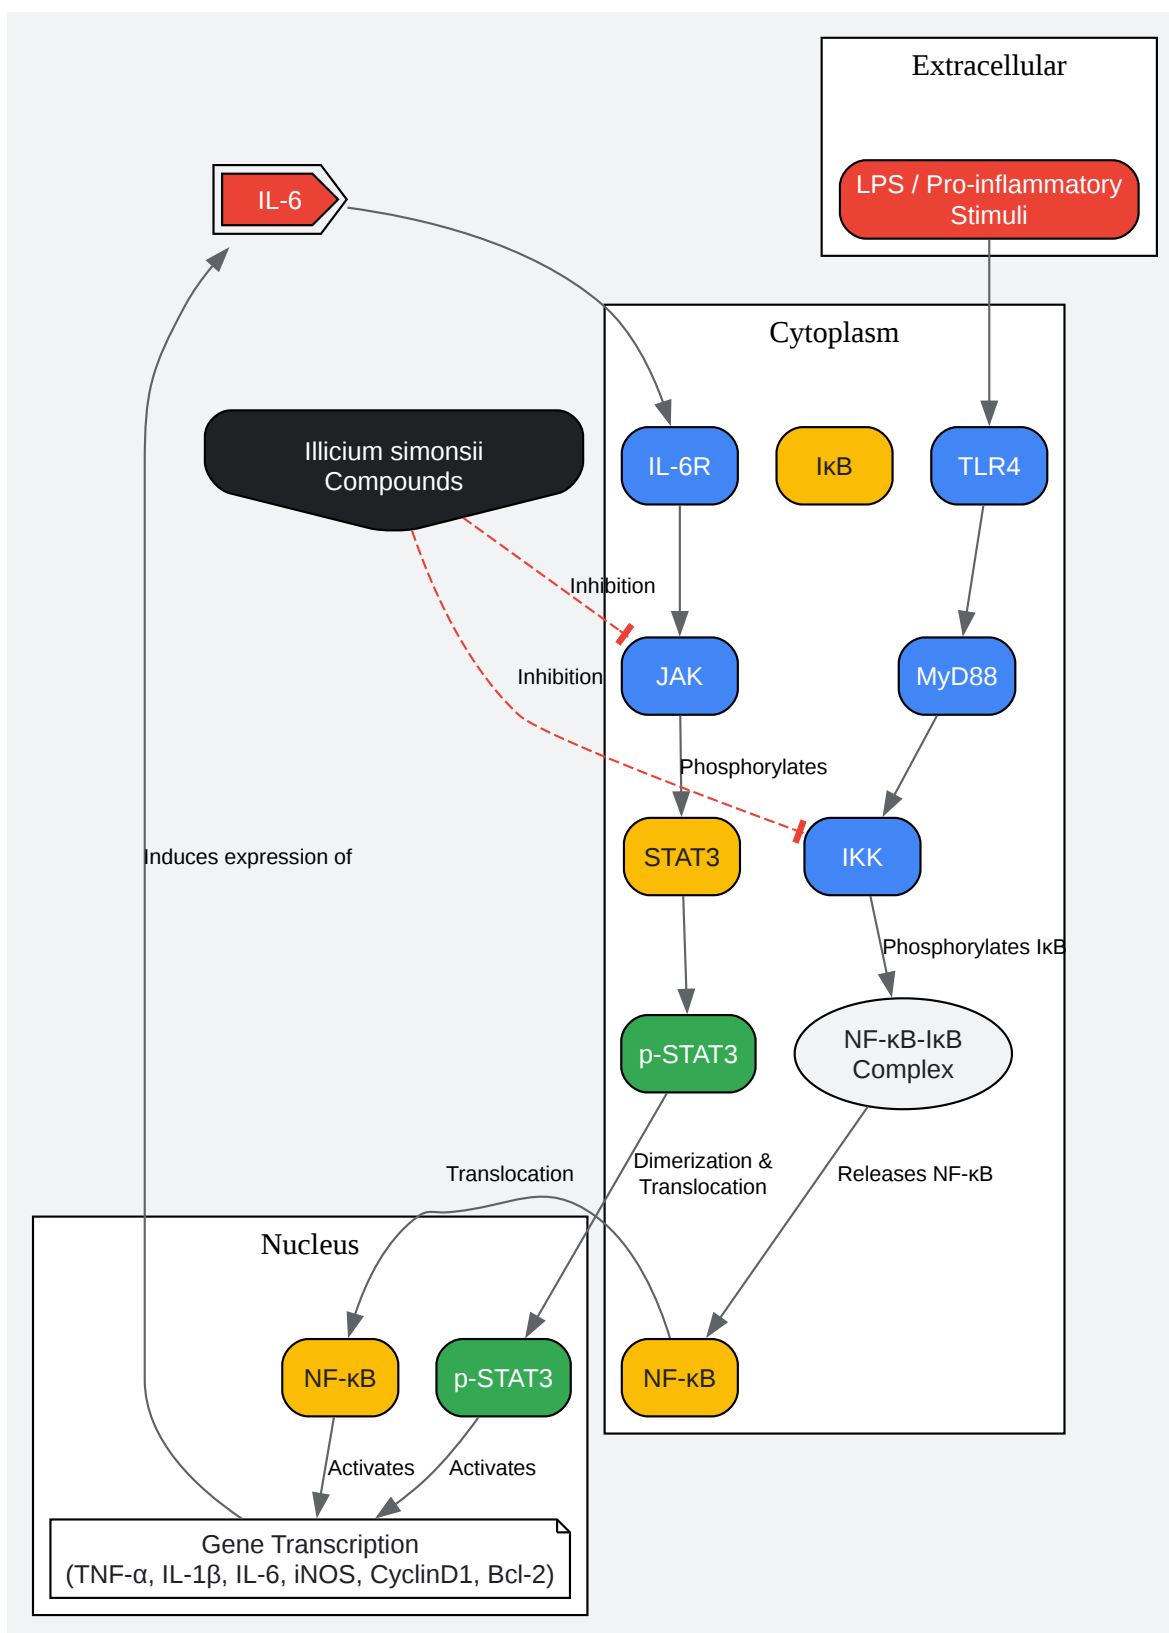 Extracellular
LPS / Pro-inflammatory
Stimuli
IL-6
Cytoplasm
Illicium simonsii
Compounds
IL-6R
IκB
TLR4
Inhibition
Inhibition
JAK
MyD88
Phosphorylates
Induces expression of
STAT3
IKK
Phosphorylates IκB
p-STAT3
NF-κB-IκB
Complex
Translocation
Dimerization &
Translocation
Releases NF-κB
Nucleus
NF-κB
p-STAT3
NF-κB
Activates
Activates
Gene Transcription
(TNF-α, IL-1β, IL-6, iNOS, CyclinD1, Bcl-2)